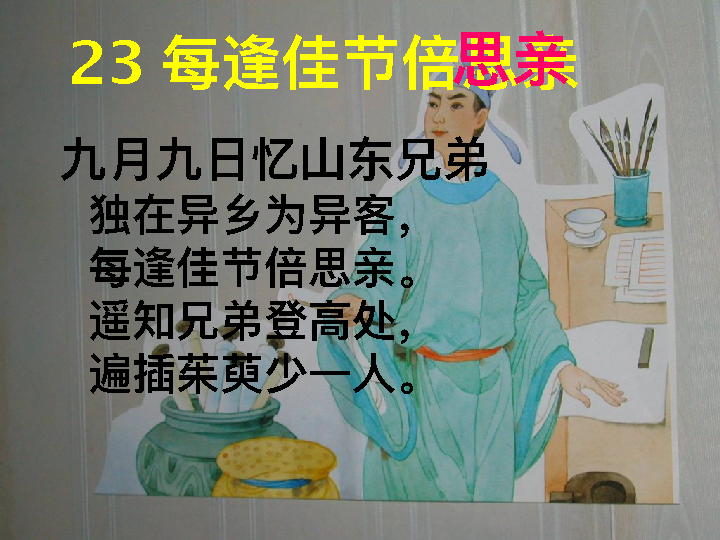 23 每逢佳节倍思亲
九月九日忆山东兄弟
独在异乡为异客，
每逢佳节倍思亲。
遥知兄弟登高处，
遍插茱萸少一人。